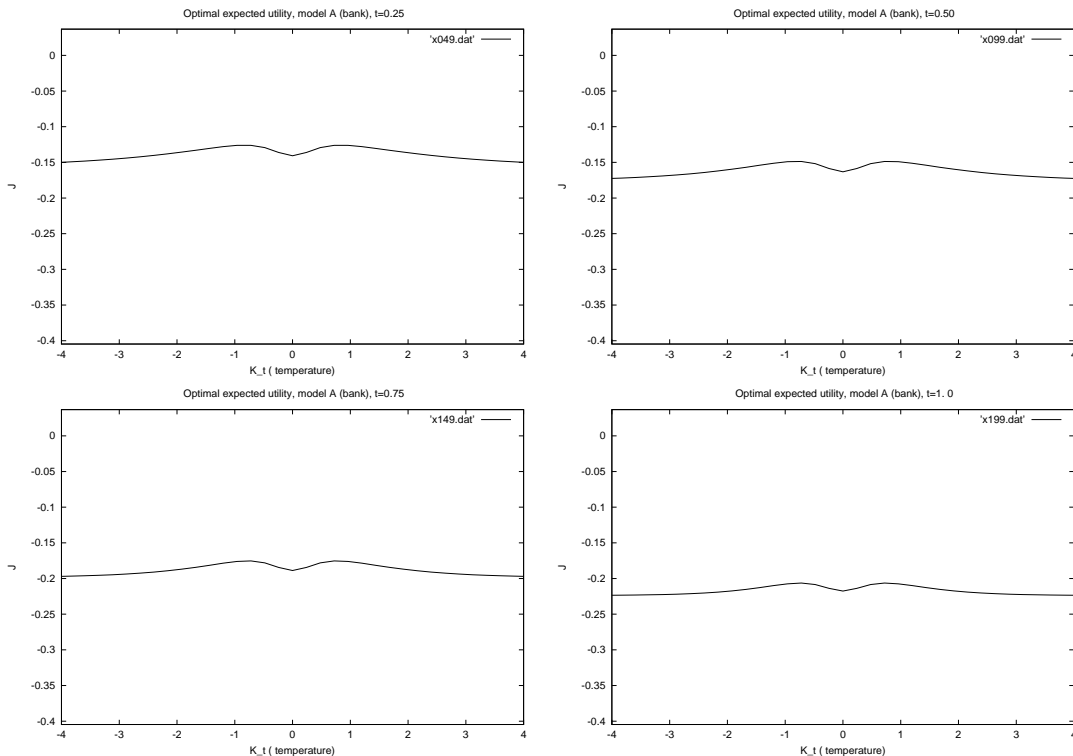 Optimal expected utility, model A (bank), t=0.25
'x049.dat'
0
-0.05
-0.1
-0.15
-0.2
-0.25
-0.3
-0.35
-0.4
J
-4 -3 -2 -1 0 1 2 3 4
K_t ( temperature)
Optimal expected utility, model A (bank), t=0.50
'x099.dat'
0
-0.05
-0.1
-0.15
-0.2
-0.25
-0.3
-0.35
-0.4
J
-4 -3 -2 -1 0 1 2 3 4
K_t ( temperature)
Optimal expected utility, model A (bank), t=0.75
'x149.dat'
0
-0.05
-0.1
-0.15
-0.2
-0.25
-0.3
-0.35
-0.4
J
-4 -3 -2 -1 0 1 2 3 4
K_t ( temperature)
Optimal expected utility, model A (bank), t=1. 0
'x199.dat'
0
-0.05
-0.1
-0.15
-0.2
-0.25
-0.3
-0.35
-0.4
J
-4 -3 -2 -1 0 1 2 3 4
K_t ( temperature)